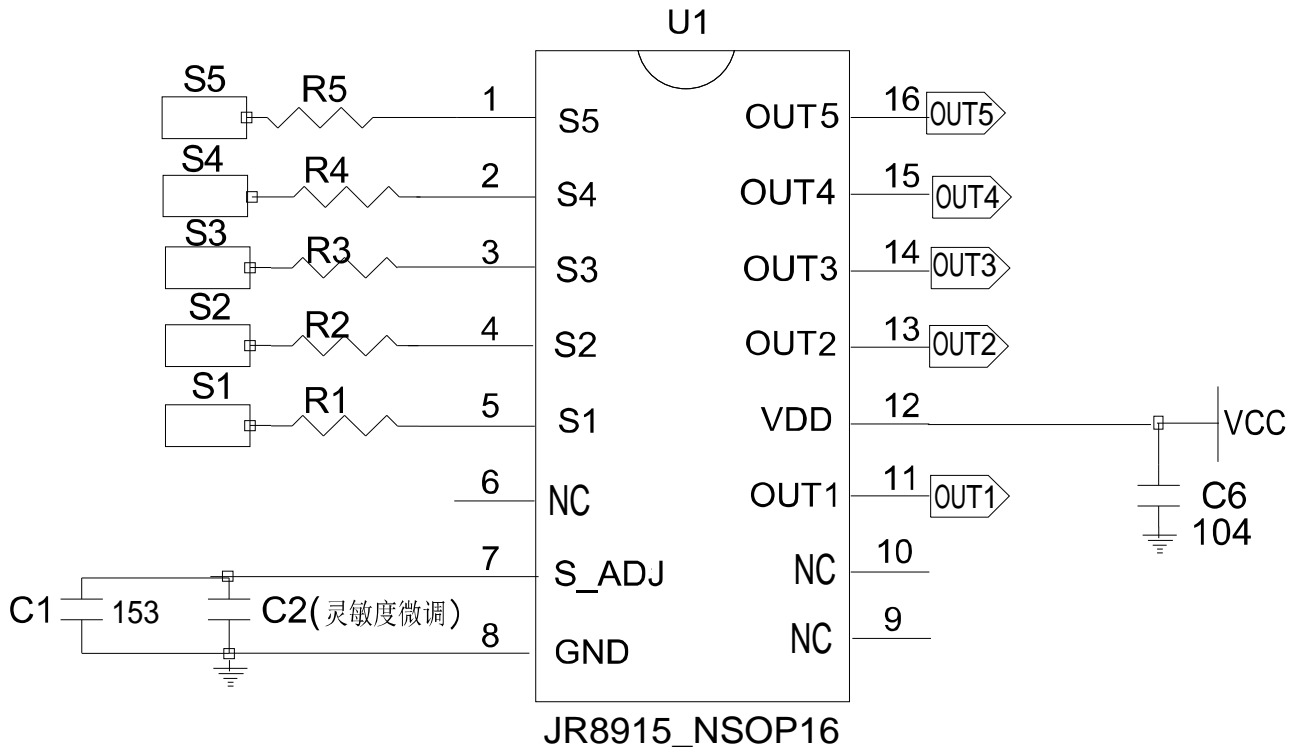 U1
S5
R5
1
S5
OUT5
16
OUT5
S4
R4
2
S4
OUT4
15
OUT4
S3
R3
3
S3
OUT3
14
OUT3
S2
R2
4
S2
OUT2
13
OUT2
S1
R1
5
S1
VDD
12
VCC
6
NC
OUT1
11
OUT1
C6
104
7
S_ADJ
NC
10
C1
153
C2(灵敏度微调)
8
GND
NC
9
JR8915_NSOP16